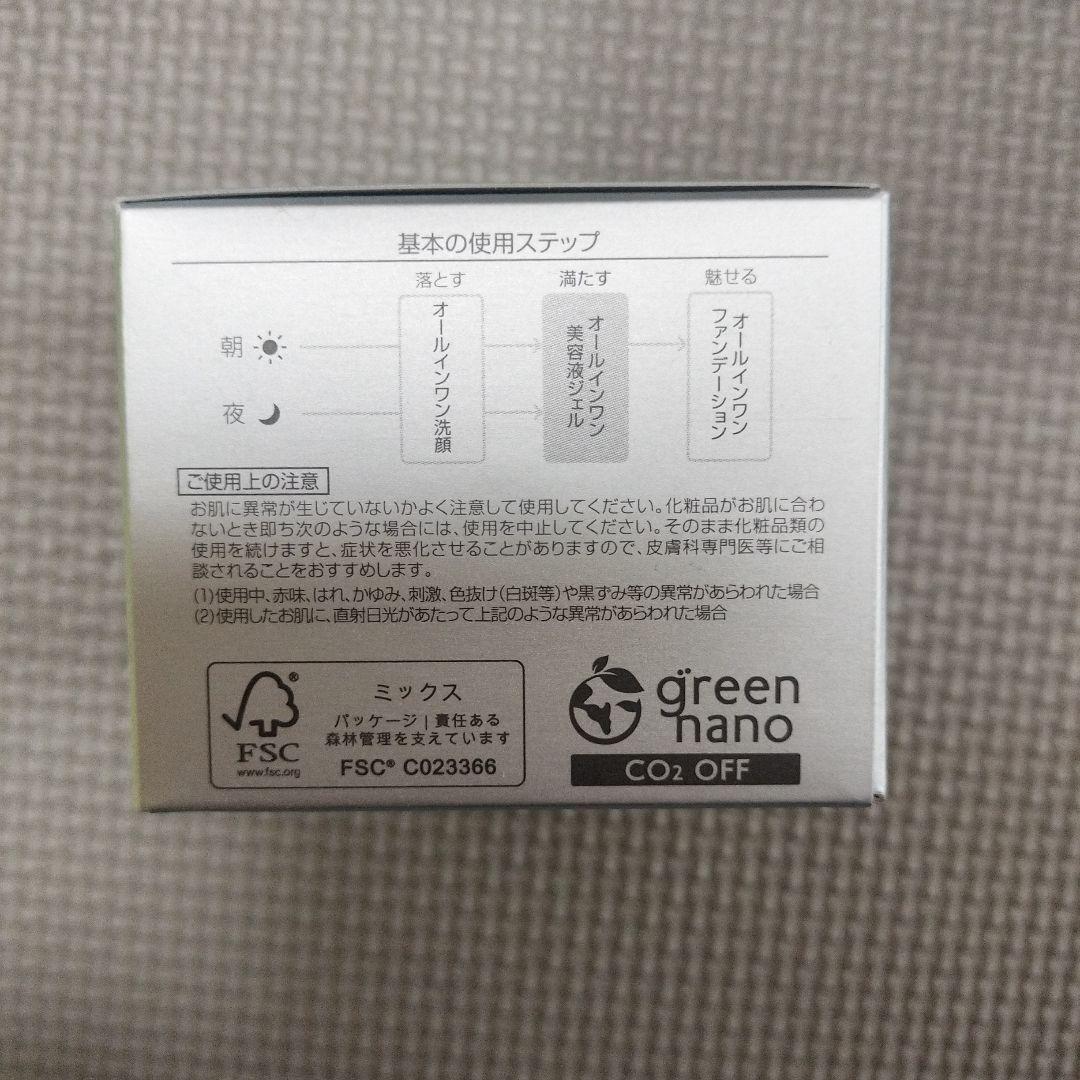 基本の使用ステップ
落とす
満たす
魅せる
朝
夜
オールインワン洗顔
オールインワン
美容液ジェル
オールインワン
ファンデーション
ご使用上の注意
お肌に異常が生じていないかよく注意して使用してください。化粧品がお肌に合わ
ないとき即ち次のような場合には、使用を中止してください。そのまま化粧品類の
使用を続けますと、症状を悪化させることがありますので、皮膚科専門医等にご相
談されることをおすすめします。
(1)使用中、赤味、はれ、かゆみ、刺激、色抜け(白斑等)や黒ずみ等の異常があらわれた場合
(2)使用したお肌に、直射日光があたって上記のような異常があらわれた場合
®
FSC
www.fsc.org
ミックス
パッケージ|責任ある
森林管理を支えています
FSC® C023366
green
nano
CO₂ OFF